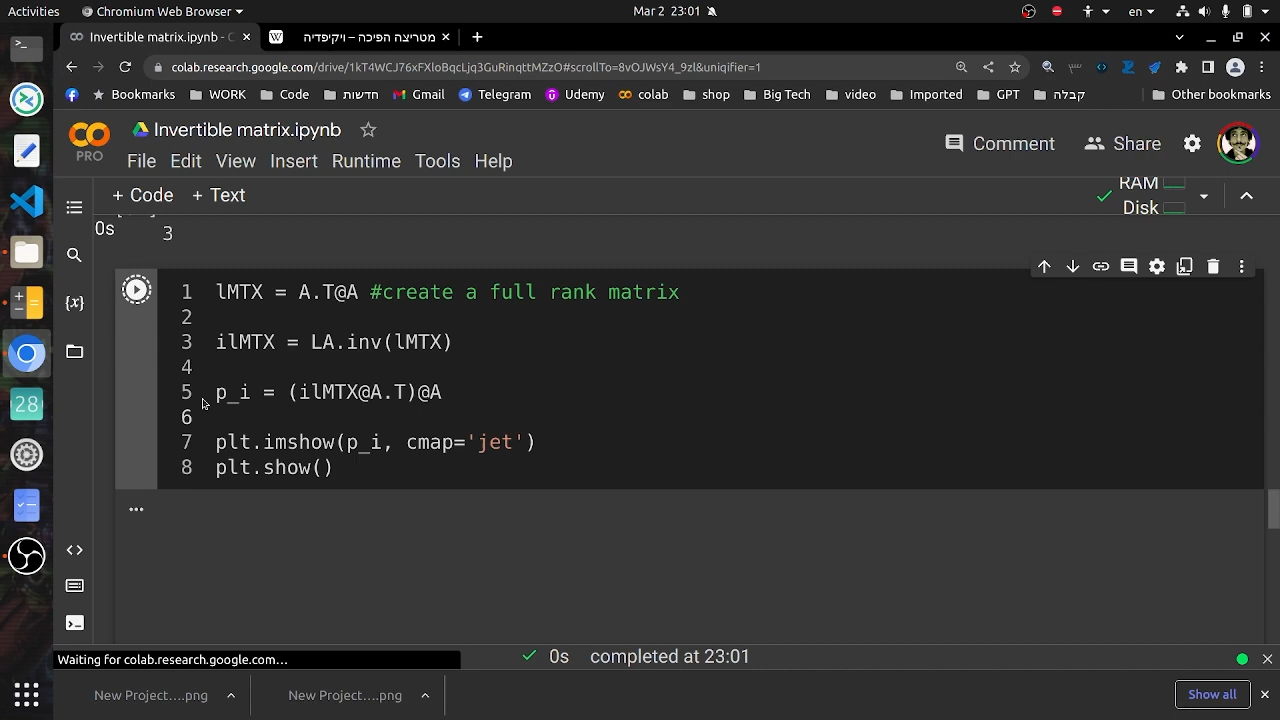 Activities
Chromium Web Browser
Mar 2 23:01
en
Invertible matrix.ipynb - C
W
מטריצה הפיכה – ויקיפדיה
colab.research.google.com/drive/1kT4WCJ76xFXIoBqcLjq3GuRinqttMZzO#scrollTo=8vOJWsY4_9zl&uniqifier=1
Bookmarks
WORK
Code
חדשות
Gmail
Telegram
Udemy
colab
shop
Big Tech
video
Imported
GPT
קבלה
Other bookmarks
PRO
Invertible matrix.ipynb
Comment
Share
File Edit View Insert Runtime Tools Help
+ Code + Text
RAM
Disk
0s
3
1 lMTX = A.T@A #create a full rank matrix
2
3 ilMTX = LA.inv(lMTX)
4
5 p_i = (ilMTX@A.T)@A
6
7 plt.imshow(p_i, cmap='jet')
8 plt.show()
...
28
Waiting for colab.research.google.com...
0s completed at 23:01
New Project....png
New Project....png
Show all